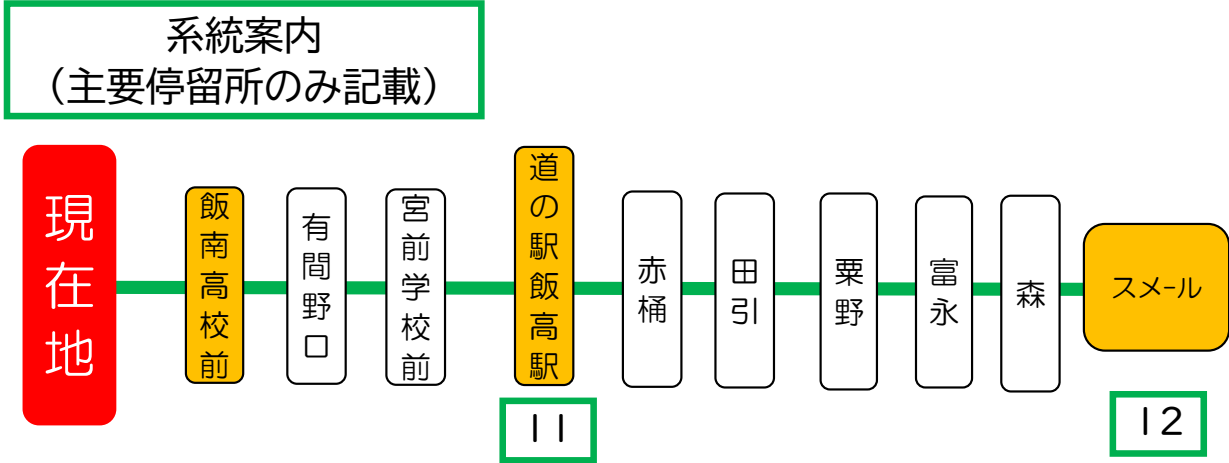 系統案内
（主要停留所のみ記載）
現在地
飯南高校前
有間野口
宮前学校前
道の駅飯高駅
赤桶
田引
粟野
富永
森
スメール
11
12